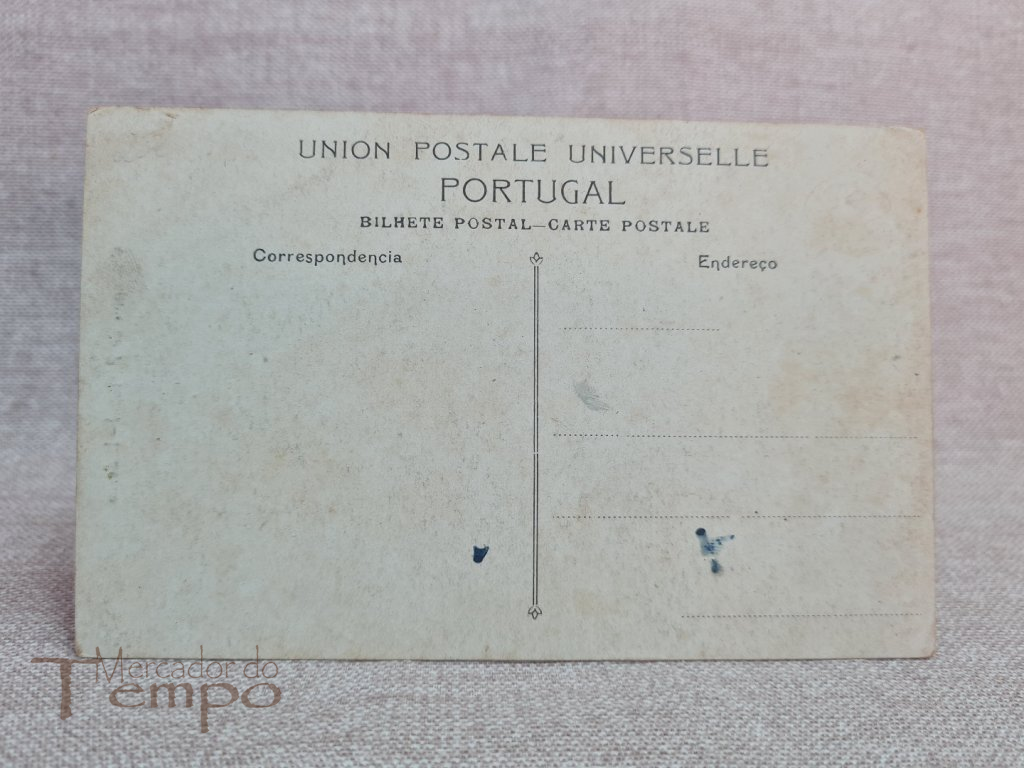 UNION POSTALE UNIVERSELLE
PORTUGAL
BILHETE POSTAL—CARTE POSTALE
Correspondencia
Endereço
Mercador do
Tempo